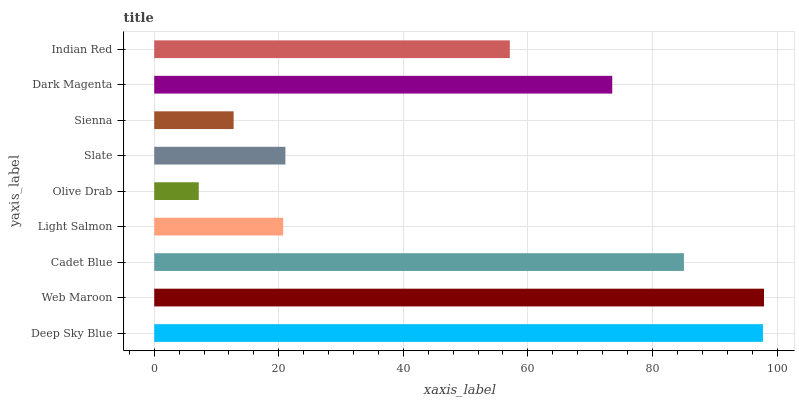 title
Indian Red
Dark Magenta
Sienna
Slate
Olive Drab
Light Salmon
Cadet Blue
Web Maroon
Deep Sky Blue
yaxis_label
0 20 40 60 80 100
xaxis_label